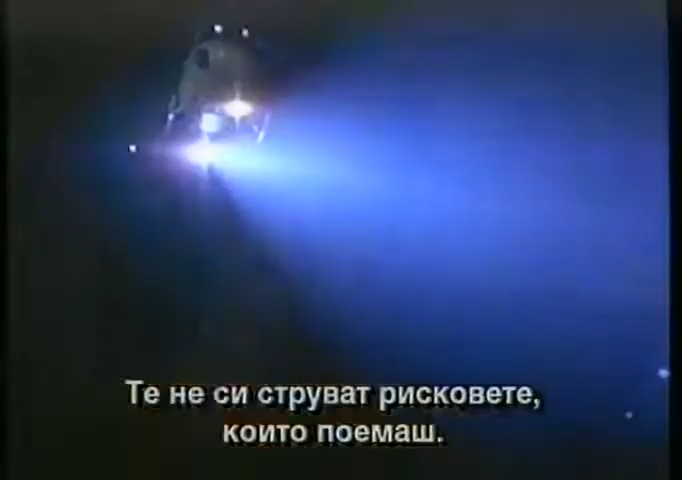 Те не си струват рисковете,
които поемаш.